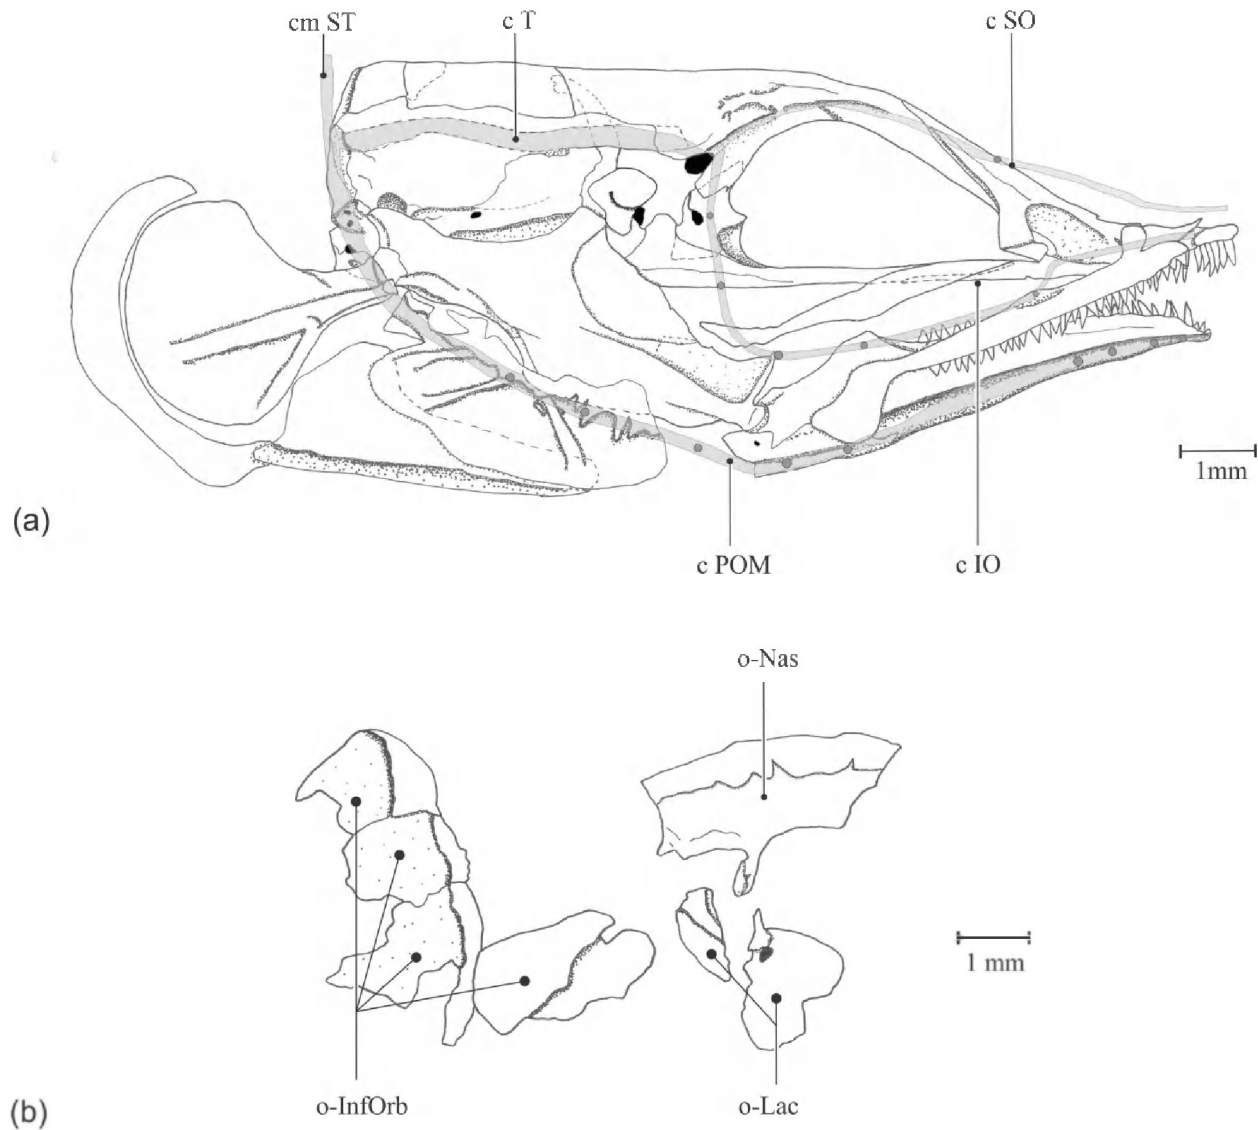 cm ST
c T
c SO
1mm
(a)
c POM
c IO
o-Nas
1 mm
o-InfOrb
o-Lac
(b)